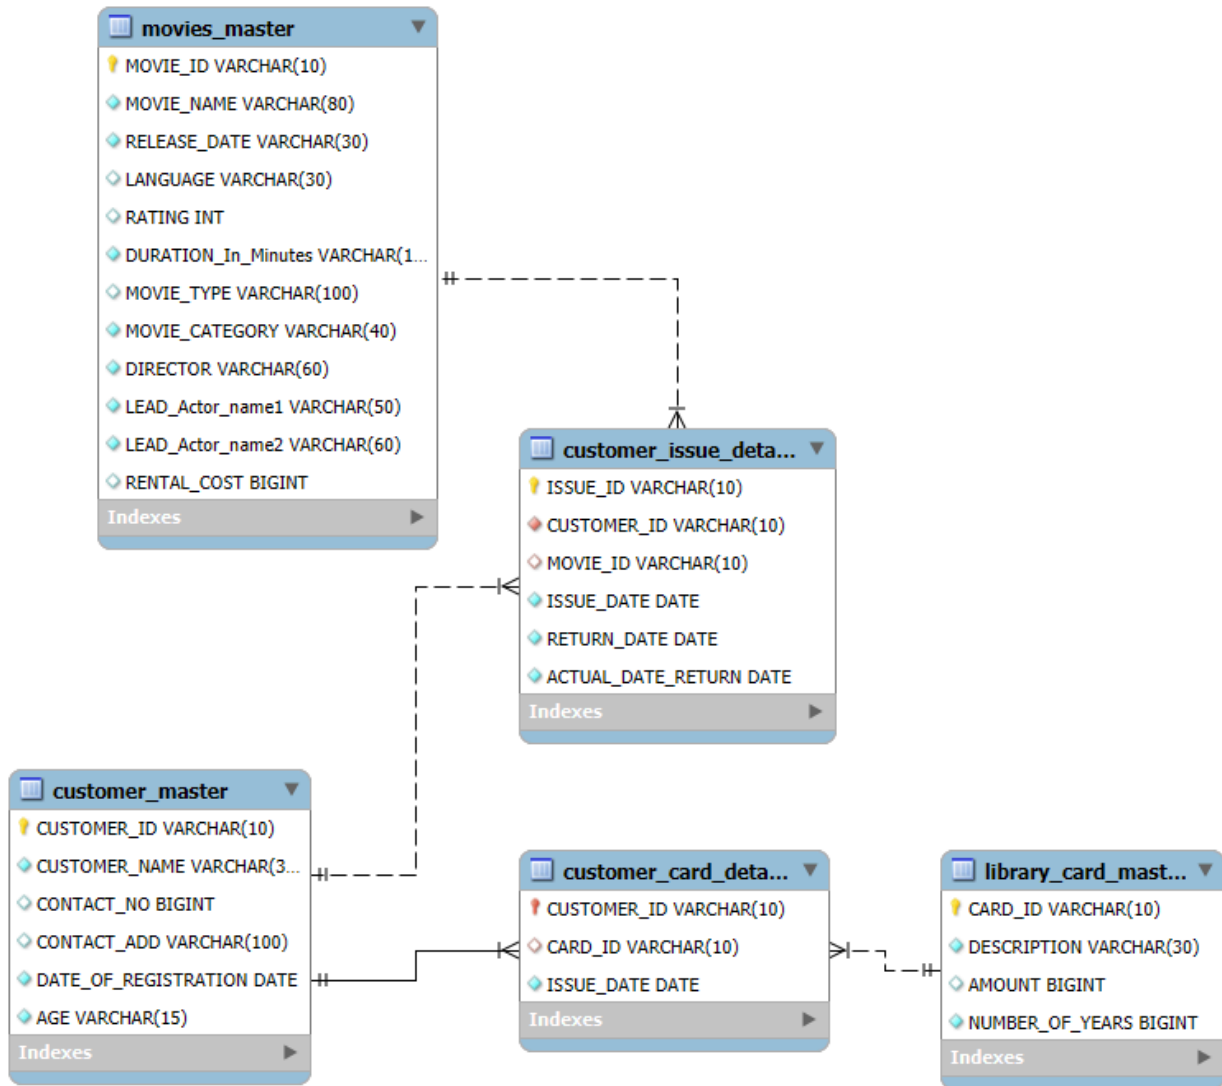 movies_master
MOVIE_ID VARCHAR(10)
MOVIE_NAME VARCHAR(80)
RELEASE_DATE VARCHAR(30)
LANGUAGE VARCHAR(30)
RATING INT
DURATION_In_Minutes VARCHAR(1...
MOVIE_TYPE VARCHAR(100)
MOVIE_CATEGORY VARCHAR(40)
DIRECTOR VARCHAR(60)
LEAD_Actor_name1 VARCHAR(50)
LEAD_Actor_name2 VARCHAR(60)
RENTAL_COST BIGINT
Indexes
customer_issue_deta...
ISSUE_ID VARCHAR(10)
CUSTOMER_ID VARCHAR(10)
MOVIE_ID VARCHAR(10)
ISSUE_DATE DATE
RETURN_DATE DATE
ACTUAL_DATE_RETURN DATE
Indexes
customer_master
CUSTOMER_ID VARCHAR(10)
CUSTOMER_NAME VARCHAR(3...
CONTACT_NO BIGINT
CONTACT_ADD VARCHAR(100)
DATE_OF_REGISTRATION DATE
AGE VARCHAR(15)
Indexes
customer_card_deta...
CUSTOMER_ID VARCHAR(10)
CARD_ID VARCHAR(10)
ISSUE_DATE DATE
Indexes
library_card_mast...
CARD_ID VARCHAR(10)
DESCRIPTION VARCHAR(30)
AMOUNT BIGINT
NUMBER_OF_YEARS BIGINT
Indexes